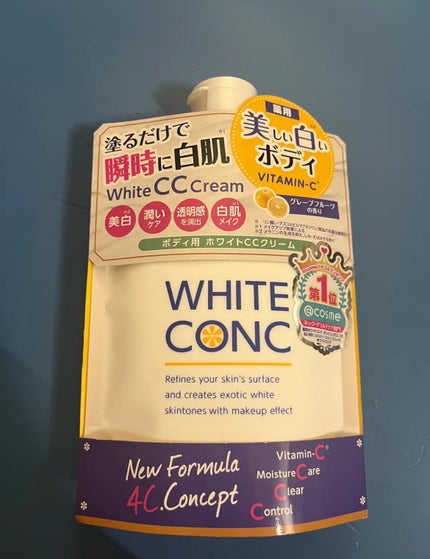 薬用
美しい白い
ボディ
VITAMIN-C
グレープフルーツ
の香り
塗るだけで
瞬時に白肌
※1
White CC Cream
美白
潤い
ケア
透明感
を演出
白肌
メイク
ボディ用 ホワイトCCクリーム
第1位
@cosme
WHITE
CONC
Refines your skin's surface
and creates exotic white
skintones with makeup effect
New Formula
4C.Concept
Vitamin-C
Moisture Care
Clear
Control